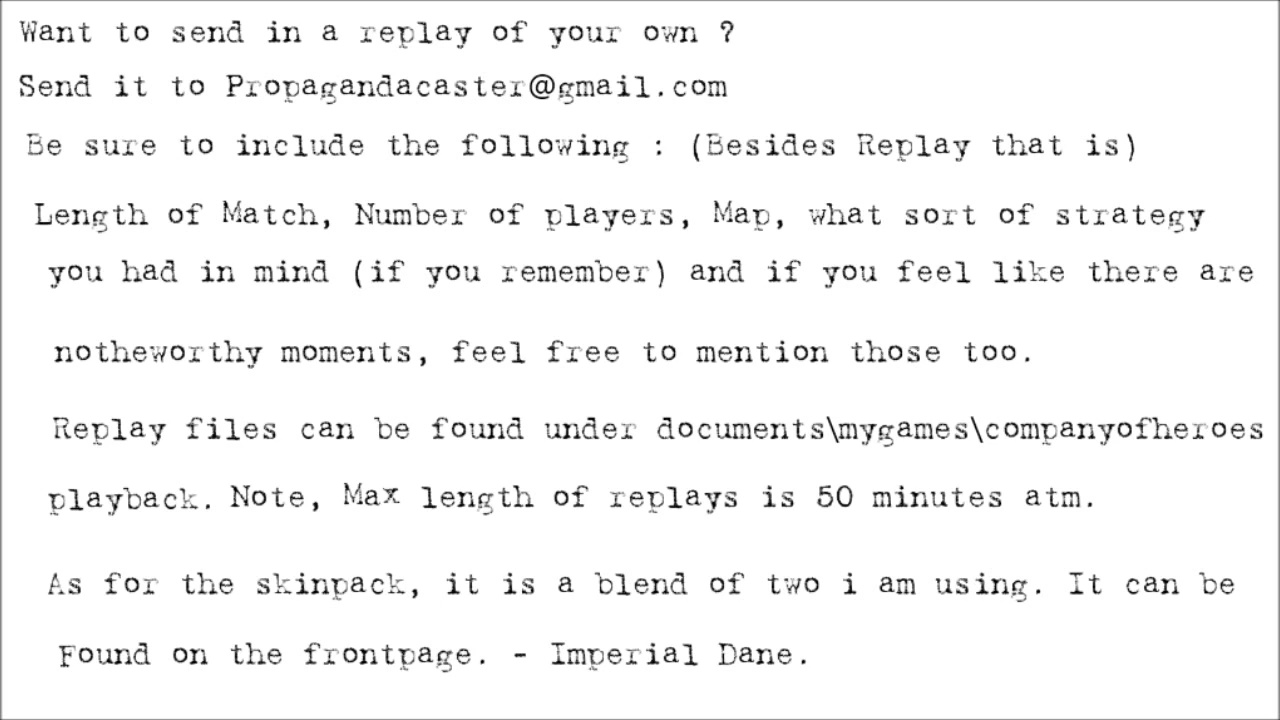 Want to send in a replay of your own ?
Send it to Propagandacaster@gmail.com
Be sure to include the following : (Besides Replay that is)
Length of Match, Number of players, Map, what sort of strategy
you had in mind (if you remember) and if you feel like there are
notheworthy moments, feel free to mention those too.
Replay files can be found under documents\mygames\companyofheroes
playback. Note, Max length of replays is 50 minutes atm.
As for the skinpack, it is a blend of two i am using. It can be
Found on the frontpage. - Imperial Dane.